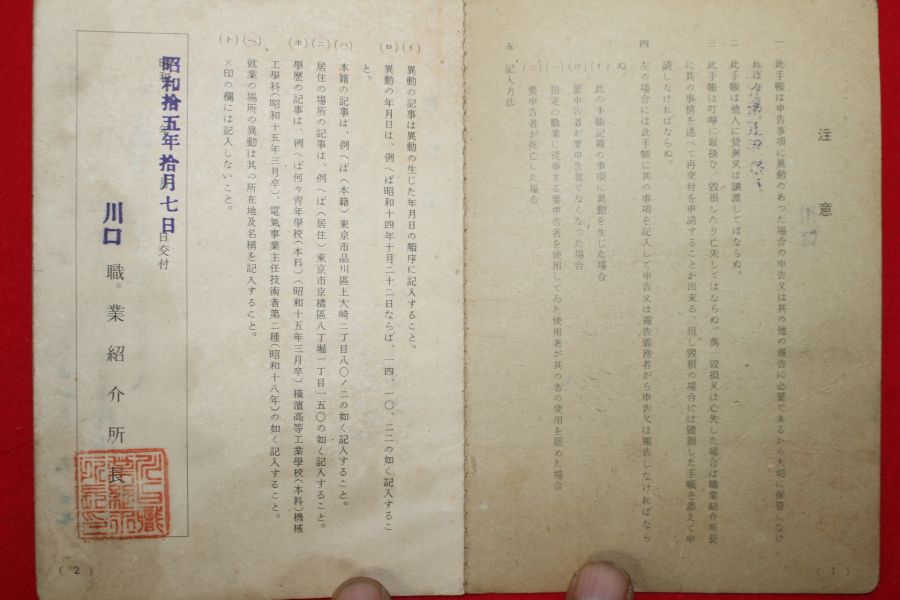 注意
此手帳は申告事項に異動のあつた場合の申告又は其の他の報告に必要であるから大切に保管しなけ
ればならぬ。
二 此手帳は他人に貸與又は讓渡してはならぬ。
三 此手帳は叮嚀に取扱ひ、毀損したり亡失してはならぬ。萬一毀損又は亡失した場合は職業紹介所長
に其の事情を述べて再交付を申請することが出來る、但し毀損の場合には毀損した手帳を添えて申
請しなければならぬ。
四 左の場合には此手帳に其の事項を記入して申告又は報告義務者から申告又は報告しなければなら
ぬ。
(イ) 此の手帳記載の事項に異動を生じた場合
(ロ) 要申告者が要申告者でなくなつた場合
(ハ) 指定の職業に從事する要申告者を使用してゐた使用者が其の者の使用を罷めた場合
(ニ) 要申告者が死亡した場合
五 記入方法
(1)
(イ) 異動の記事は異動の生じた年月日の順序に記入すること。
(ロ) 異動の年月日は、例へば昭和十四年十月二十二日ならば、一四、一〇、二二の如く記入するこ
と。
(ハ) 本籍の記事は、例へば(本籍)東京市品川區上大崎二丁目八〇ノ二の如く記入すること。
(ニ) 居住の場所の記事は、例へば(居住)東京市京橋區八丁堀一丁目一五〇の如く記入すること。
(ホ) 學歷の記事は、例へば何々青年學校(本科)(昭和十五年三月卒)橫濱高等工業學校(本科)機械
工學科(昭和十五年三月卒)、電氣事業主任技術者第二種(昭和十八年)の如く記入すること。
(ヘ) 就業の場所の異動は其の所在地及名稱を記入すること。
(ト) ×印の欄には記入しないこと。
昭和拾五年拾月七日
日交付
川口職業紹介所長
(2)